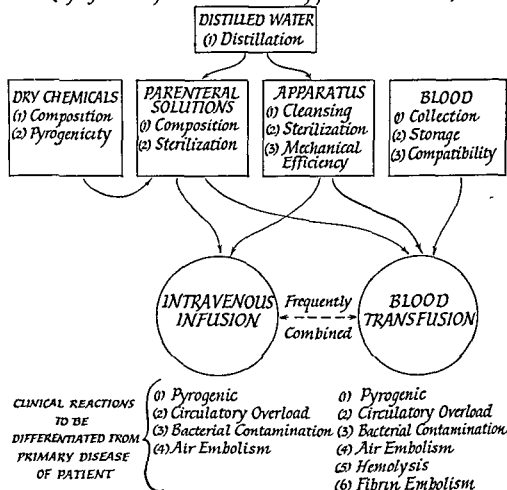 DISTILLED WATER
(1) Distillation
DRY CHEMICALS
(1) Composition
(2) Pyrogenicity
PARENTERAL
SOLUTIONS
(1) Composition
(2) Sterilization
APPARATUS
(1) Cleansing
(2) Sterilization
(3) Mechanical
Efficiency
BLOOD
(1) Collection
(2) Storage
(3) Compatibility
INTRAVENOUS
INFUSION
Frequently
Combined
BLOOD
TRANSFUSION
CLINICAL REACTIONS
TO BE
DIFFERENTIATED FROM
PRIMARY DISEASE
OF PATIENT
(1) Pyrogenic
(2) Circulatory Overload
(3) Bacterial Contamination
(4) Air Embolism
(1) Pyrogenic
(2) Circulatory Overload
(3) Bacterial Contamination
(4) Air Embolism
(5) Hemolysis
(6) Fibrin Embolism